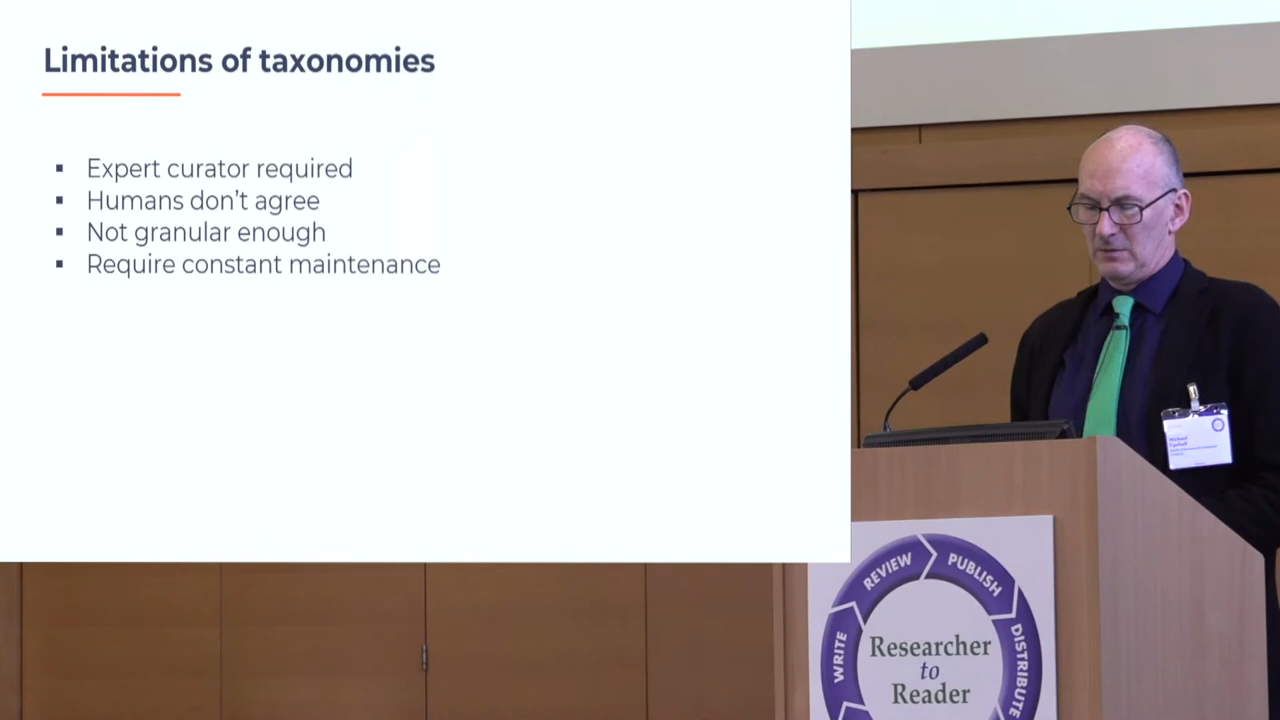 Limitations of taxonomies
▪ Expert curator required
▪ Humans don’t agree
▪ Not granular enough
▪ Require constant maintenance
Michael
WRITE
REVIEW
PUBLISH
DISTRIBUTE
Researcher
to
Reader